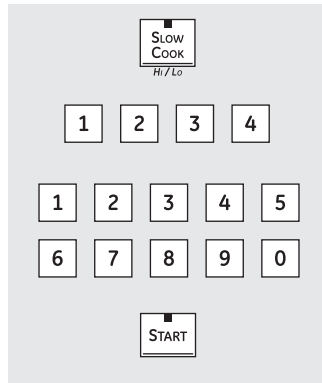 SLOW
COOK
HI / LO
1 2 3 4
1 2 3 4 5
6 7 8 9 0
START